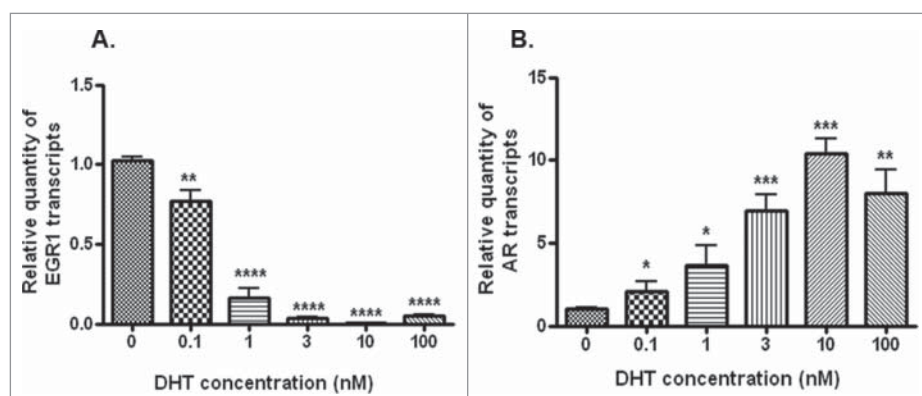 A.
Relative quantity of
EGR1 transcripts
1.5
1.0
0.5
0.0
**
****
****
****
****
0 0.1 1 3 10 100
DHT concentration (nM)
B.
Relative quantity of
AR transcripts
15
10
5
0
*
*
***
***
**
0 0.1 1 3 10 100
DHT concentration (nM)